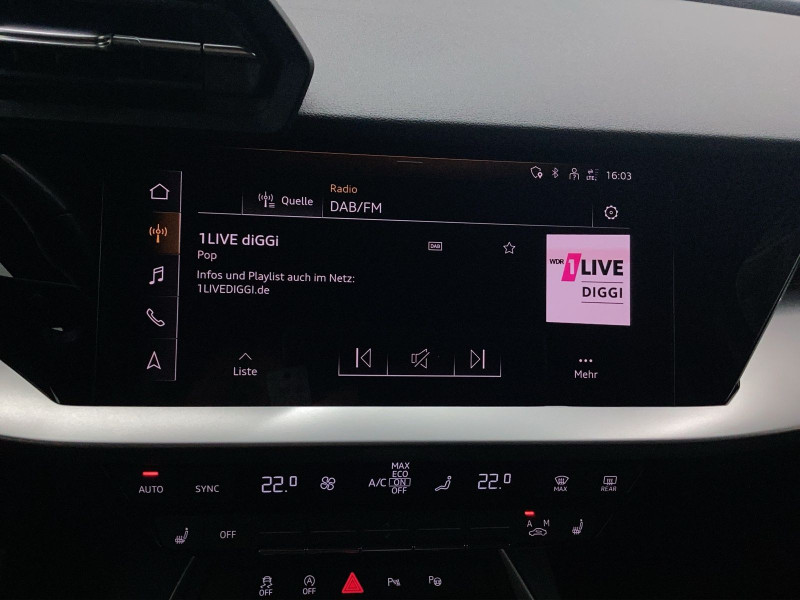 LTE
16:03
Radio
Quelle
DAB/FM
1LIVE diGGi
DAB
Pop
Infos und Playlist auch im Netz:
1LIVEDIGGI.de
WDR 1LIVE
DIGGI
Liste
Mehr
MAX
ECO
A/C ON
OFF
AUTO
SYNC
22.0
22.0
MAX
REAR
OFF
A M
OFF
A
OFF
P
P